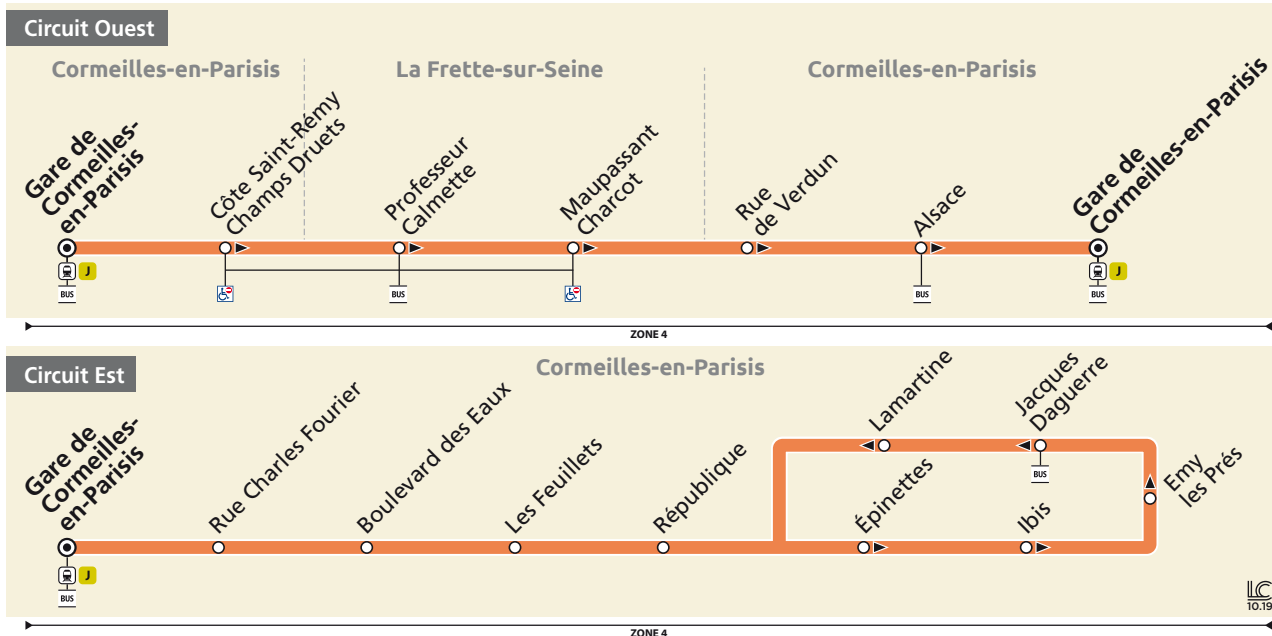 Circuit Ouest
Cormeilles-en-Parisis
La Frette-sur-Seine
Cormeilles-en-Parisis
Gare de
Cormeilles-
en-Parisis
Côte Saint-Rémy
Champs Druets
Professeur
Calmette
Maupassant
Charcot
Rue
de Verdun
Alsace
Gare de
Cormeilles-en-Parisis
J
BUS
BUS
BUS
J
BUS
ZONE 4
Circuit Est
Cormeilles-en-Parisis
Gare de
Cormeilles-
en-Parisis
Rue Charles Fourier
Boulevard des Eaux
Les Feuillets
République
Lamartine
Jacques
Daguerre
BUS
Épinettes
Ibis
Emy
les Prés
J
BUS
LC
10.19
ZONE 4